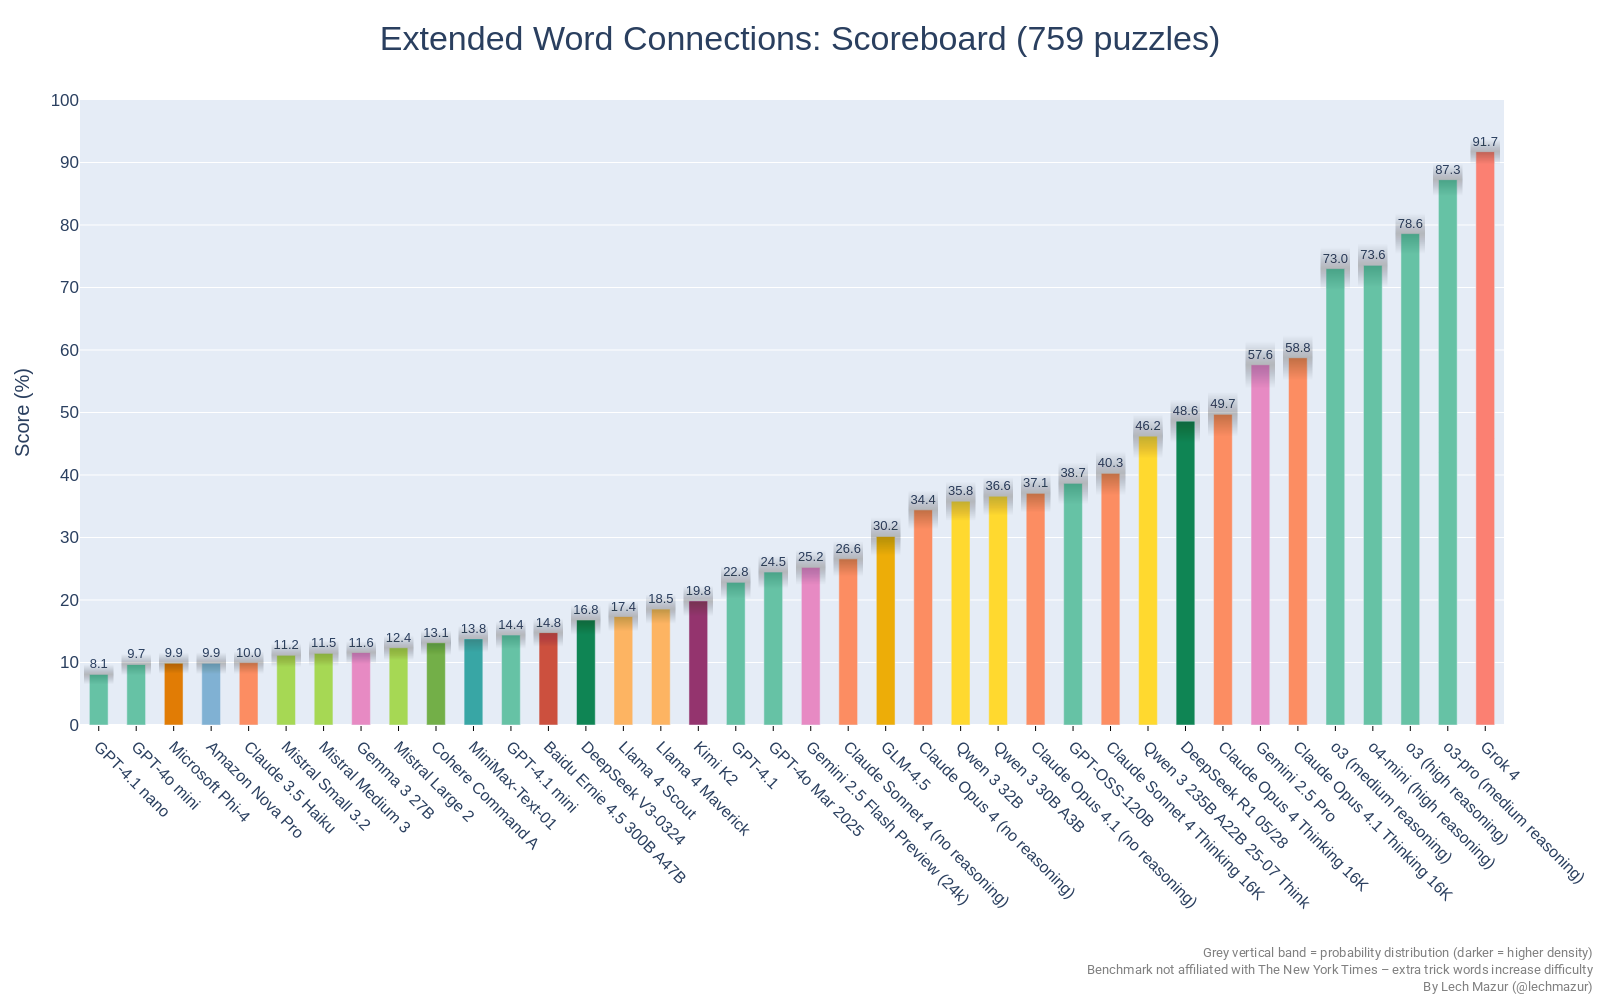 Extended Word Connections: Scoreboard (759 puzzles)
Score (%)
100
90
80
70
60
50
40
30
20
10
0
8.1
9.7
9.9
9.9
10.0
11.2
11.5
11.6
12.4
13.1
13.8
14.4
14.8
16.8
17.4
18.5
19.8
22.8
24.5
25.2
26.6
30.2
34.4
35.8
36.6
37.1
38.7
40.3
46.2
48.6
49.7
57.6
58.8
73.0
73.6
78.6
87.3
91.7
GPT-4.1 nano
GPT-4o mini
Microsoft Phi-4
Amazon Nova Pro
Claude 3.5 Haiku
Mistral Small 3.2
Mistral Medium 3
Gemma 3 27B
Mistral Large 2
Cohere Command A
MiniMax-Text-01
GPT-4.1 mini
Baidu Ernie 4.5 300B A47B
DeepSeek V3-0324
Llama 4 Scout
Llama 4 Maverick
Kimi K2
GPT-4.1
GPT-4o Mar 2025
Gemini 2.5 Flash Preview (24k)
Claude Sonnet 4 (no reasoning)
GLM-4.5
Claude Opus 4 (no reasoning)
Qwen 3 32B
Qwen 3 30B A3B
Claude Opus 4.1 (no reasoning)
GPT-OSS-120B
Claude Sonnet 4 Thinking 16K
Qwen 3 235B A22B 25-07 Think
DeepSeek R1 05/28
Claude Opus 4 Thinking 16K
Gemini 2.5 Pro
Claude Opus 4.1 Thinking 16K
o3 (medium reasoning)
o4-mini (high reasoning)
o3 (high reasoning)
o3-pro (medium reasoning)
Grok 4
Grey vertical band = probability distribution (darker = higher density)
Benchmark not affiliated with The New York Times – extra trick words increase difficulty
By Lech Mazur (@lechmazur)